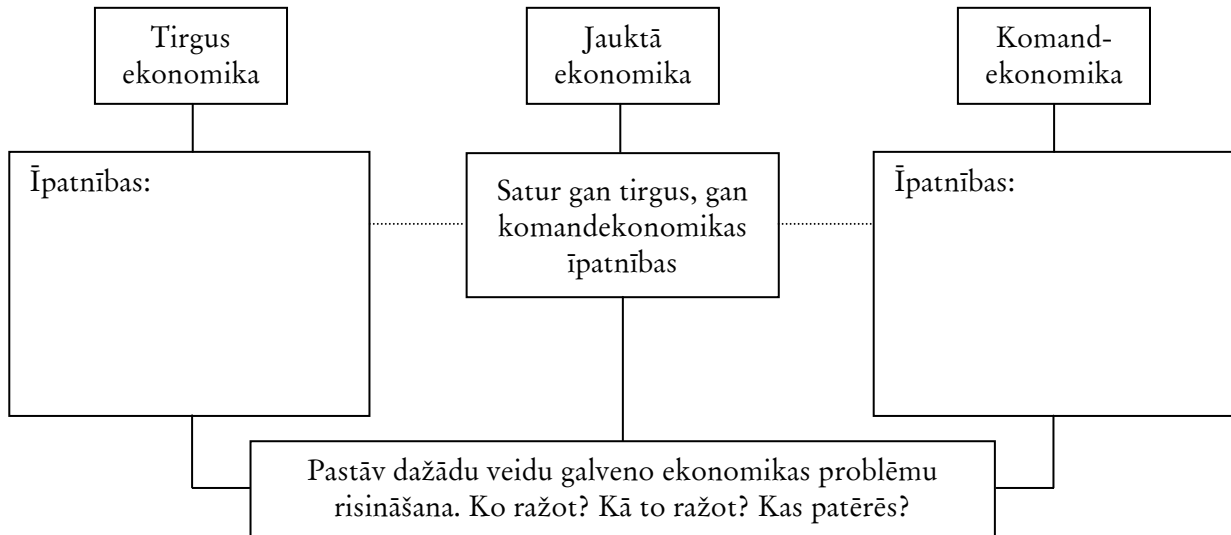 Tirgus
ekonomika
Jauktā
ekonomika
Komand-
ekonomika
Īpatnības:
Satur gan tirgus, gan
komandekonomikas
īpatnības
Īpatnības:
Pastāv dažādu veidu galveno ekonomikas problēmu
risināšana. Ko ražot? Kā to ražot? Kas patērēs?